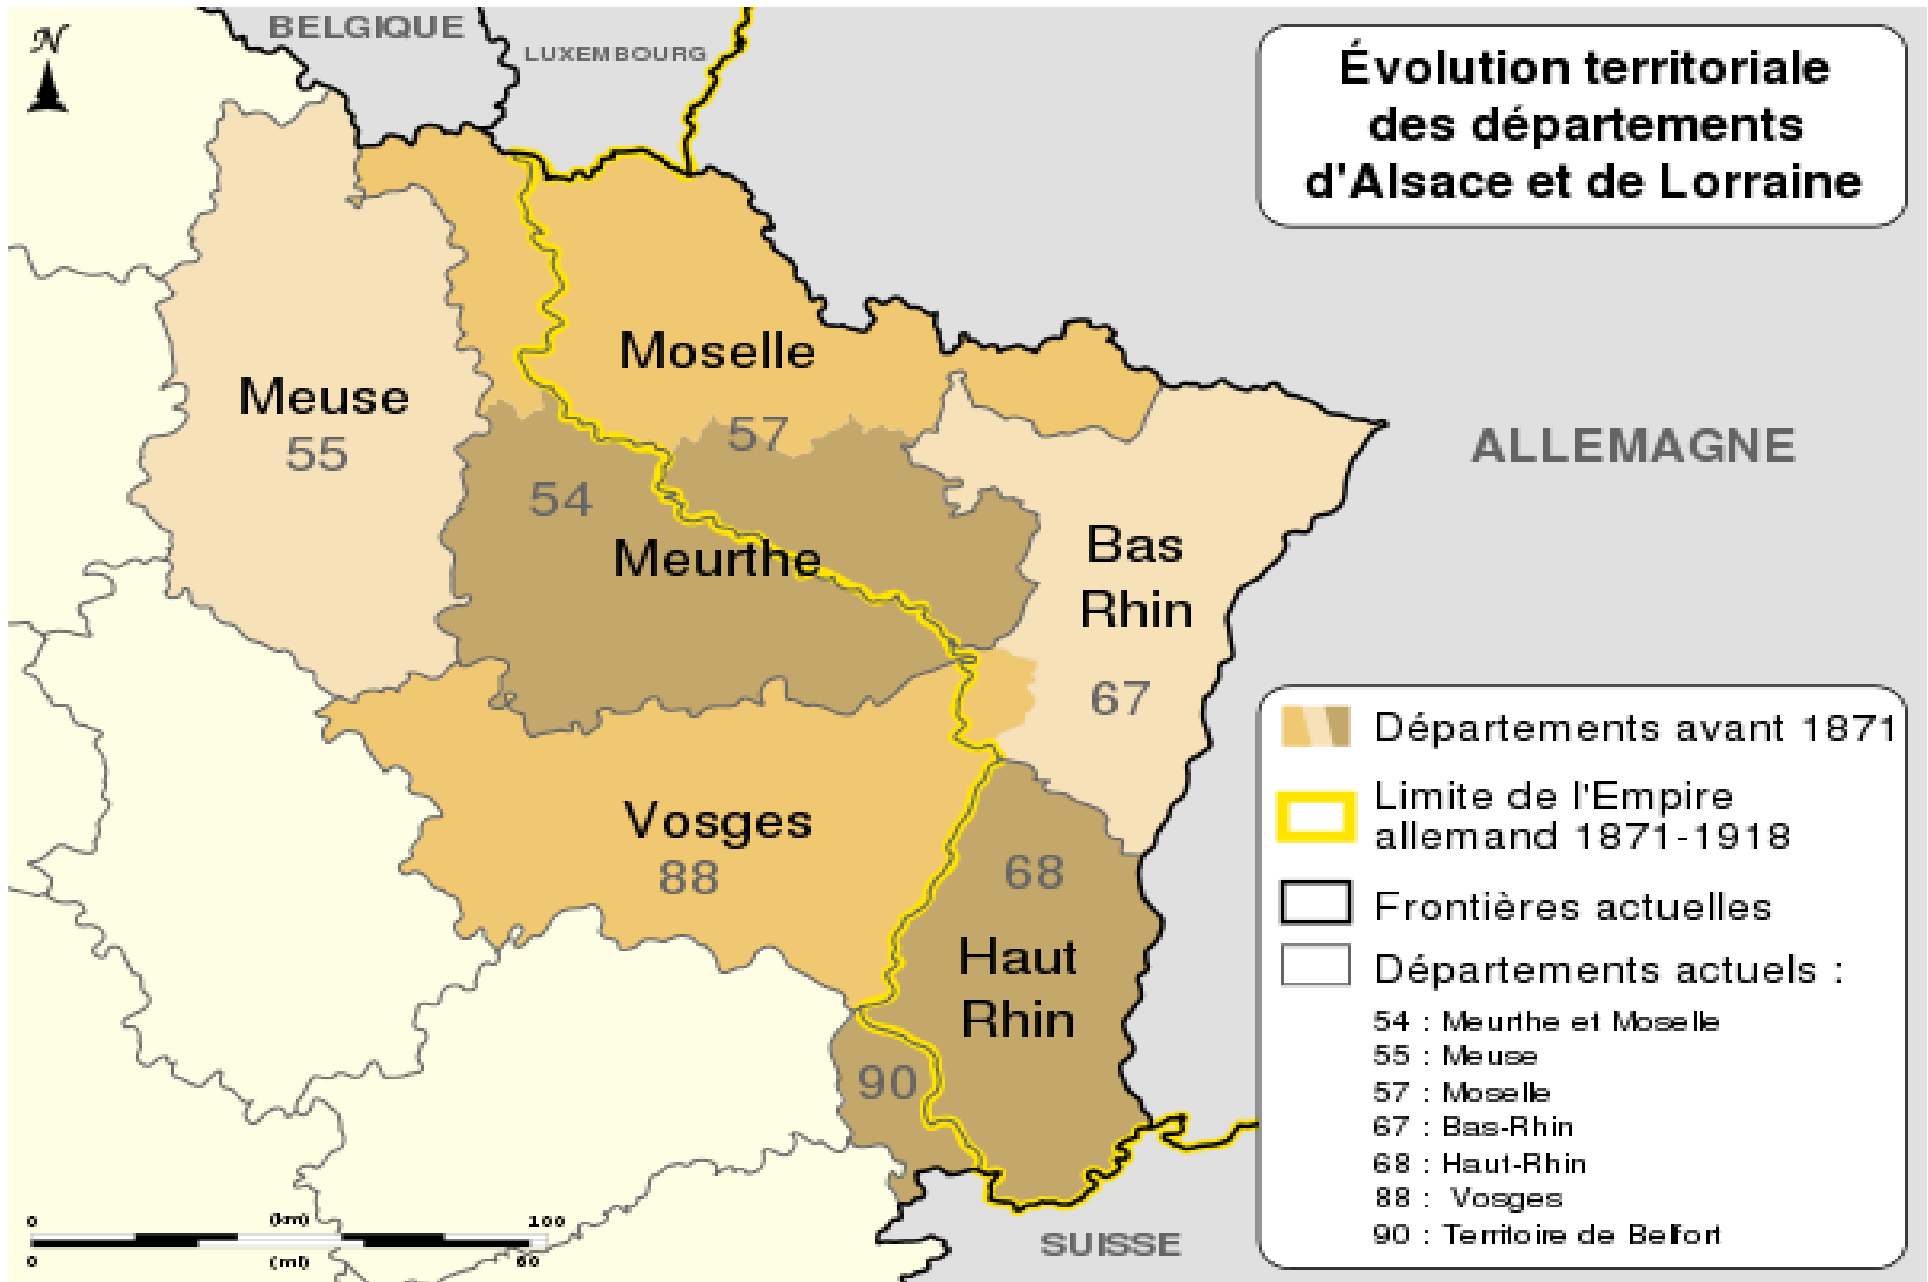 N
BELGIQUE
LUXEMBOURG
Évolution territoriale
des départements
d'Alsace et de Lorraine
Moselle
57
Meuse
55
ALLEMAGNE
54
Meurthe
Bas
Rhin
67
Vosges
88
68
Haut
Rhin
90
SUISSE
Départements avant 1871
Limite de l'Empire
allemand 1871-1918
Frontières actuelles
Départements actuels :
54 : Meurthe et Moselle
55 : Meuse
57 : Moselle
67 : Bas-Rhin
68 : Haut-Rhin
88 : Vosges
90 : Territoire de Belfort
0 (km) 100
0 (mi) 60